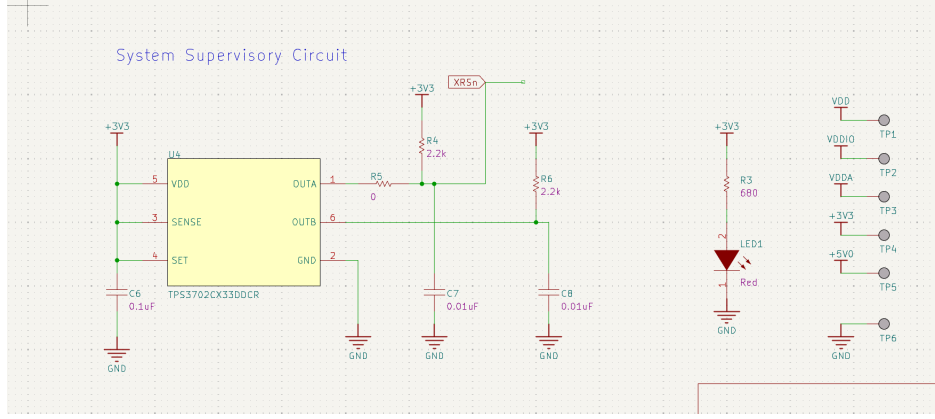 System Supervisory Circuit
XRSn
+3V3
+3V3
+3V3
+3V3
VDD
TP1
R4
2.2k
U4
VDDIO
TP2
5
VDD
OUTA
1
R5
0
R6
2.2k
R3
680
VDDA
TP3
3
SENSE
OUTB
6
+3V3
TP4
4
SET
GND
2
2
LED1
+5V0
TP5
1
Red
TPS3702CX33DDCR
C6
0.1uF
C7
0.01uF
C8
0.01uF
GND
TP6
GND
GND
GND
GND
GND